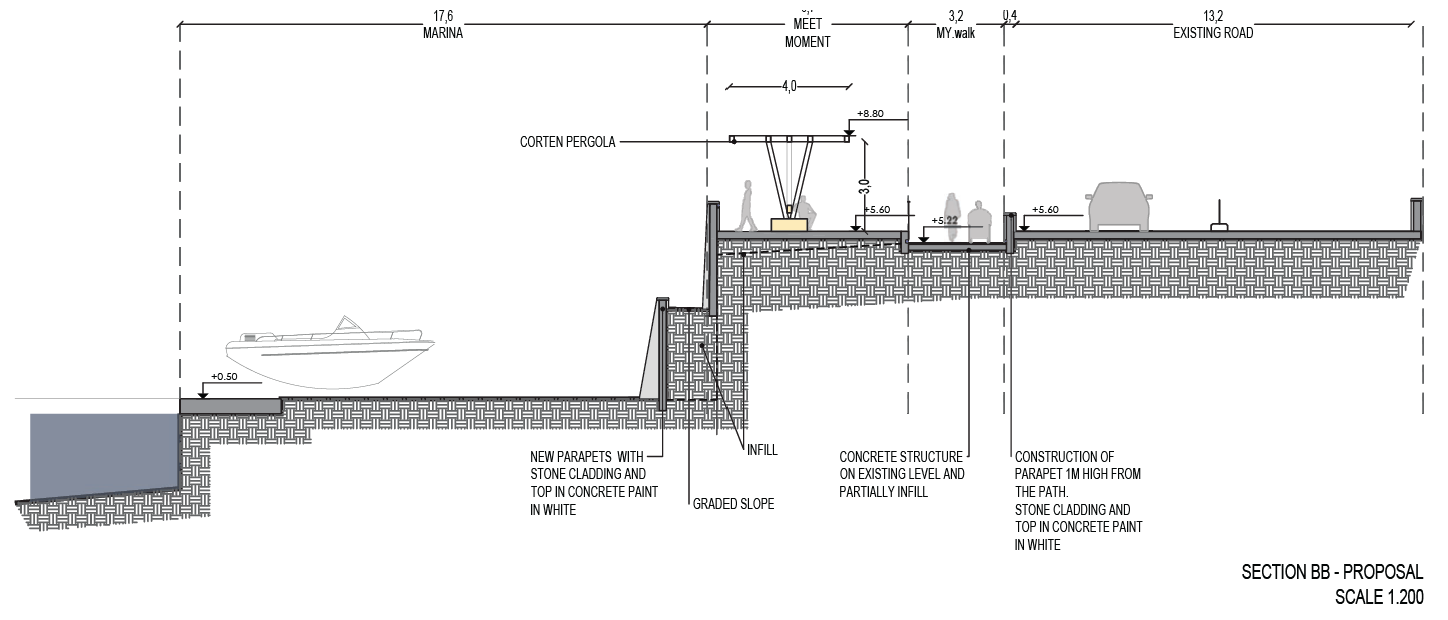 17,6
MARINA
MEET
MOMENT
3,2
MY.walk
0,4
13,2
EXISTING ROAD
4,0
+8.80
CORTEN PERGOLA
3,0
+5.60
+5.22
+5.60
+0.50
NEW PARAPETS WITH
STONE CLADDING AND
TOP IN CONCRETE PAINT
IN WHITE
INFILL
GRADED SLOPE
CONCRETE STRUCTURE
ON EXISTING LEVEL AND
PARTIALLY INFILL
CONSTRUCTION OF
PARAPET 1M HIGH FROM
THE PATH.
STONE CLADDING AND
TOP IN CONCRETE PAINT
IN WHITE
SECTION BB - PROPOSAL
SCALE 1.200